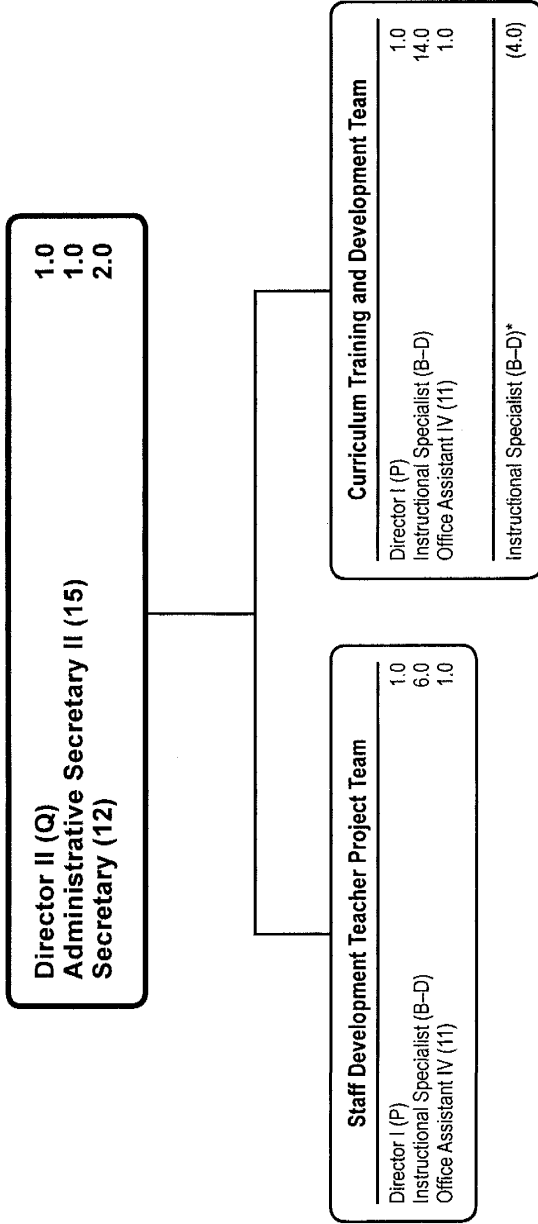 Director II (Q) 1.0
Administrative Secretary II (15) 1.0
Secretary (12) 2.0
Staff Development Teacher Project Team
Director I (P) 1.0
Instructional Specialist (B–D) 6.0
Office Assistant IV (11) 1.0
Curriculum Training and Development Team
Director I (P) 1.0
Instructional Specialist (B–D) 14.0
Office Assistant IV (11) 1.0
Instructional Specialist (B–D)* (4.0)